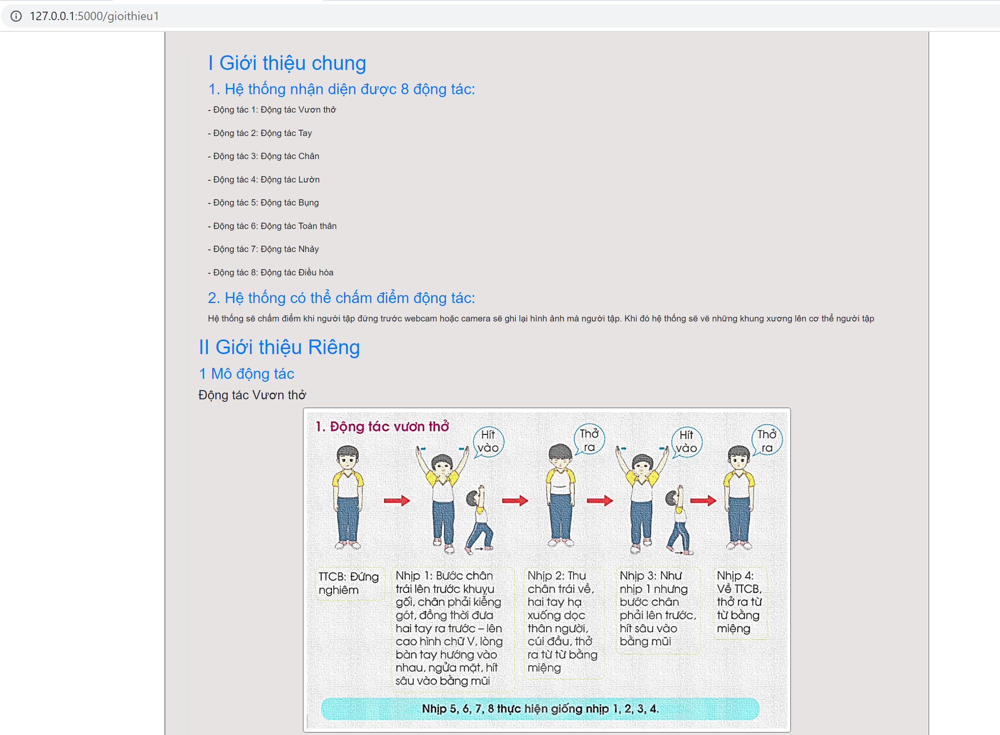 127.0.0.1:5000/gioithieu1
I Giới thiệu chung
1. Hệ thống nhận diện được 8 động tác:
- Động tác 1: Động tác Vươn thở
- Động tác 2: Động tác Tay
- Động tác 3: Động tác Chân
- Động tác 4: Động tác Lườn
- Động tác 5: Động tác Bụng
- Động tác 6: Động tác Toàn thân
- Động tác 7: Động tác Nhảy
- Động tác 8: Động tác Điều hòa
2. Hệ thống có thể chấm điểm động tác:
Hệ thống sẽ chấm điểm khi người tập đứng trước webcam hoặc camera sẽ ghi lại hình ảnh mà người tập. Khi đó hệ thống sẽ vẽ những khung xương lên cơ thể người tập
II Giới thiệu Riêng
1 Mô động tác
Động tác Vươn thở
1. Động tác vươn thở
Hít
vào
Thở
ra
Hít
vào
Thở
ra
TTCB: Đứng
nghiêm
Nhịp 1: Bước chân
trái lên trước khuỵu
gối, chân phải kiễng
gót, đồng thời đưa
hai tay ra trước – lên
cao hình chữ V, lòng
bàn tay hướng vào
nhau, ngửa mặt, hít
sâu vào bằng mũi
Nhịp 2: Thu
chân trái về,
hai tay hạ
xuống dọc
thân người,
cúi đầu, thở
ra từ từ bằng
miệng
Nhịp 3: Như
nhịp 1 nhưng
bước chân
phải lên trước,
hít sâu vào
bằng mũi
Nhịp 4:
Về TTCB,
thở ra từ
từ bằng
miệng
Nhịp 5, 6, 7, 8 thực hiện giống nhịp 1, 2, 3, 4.